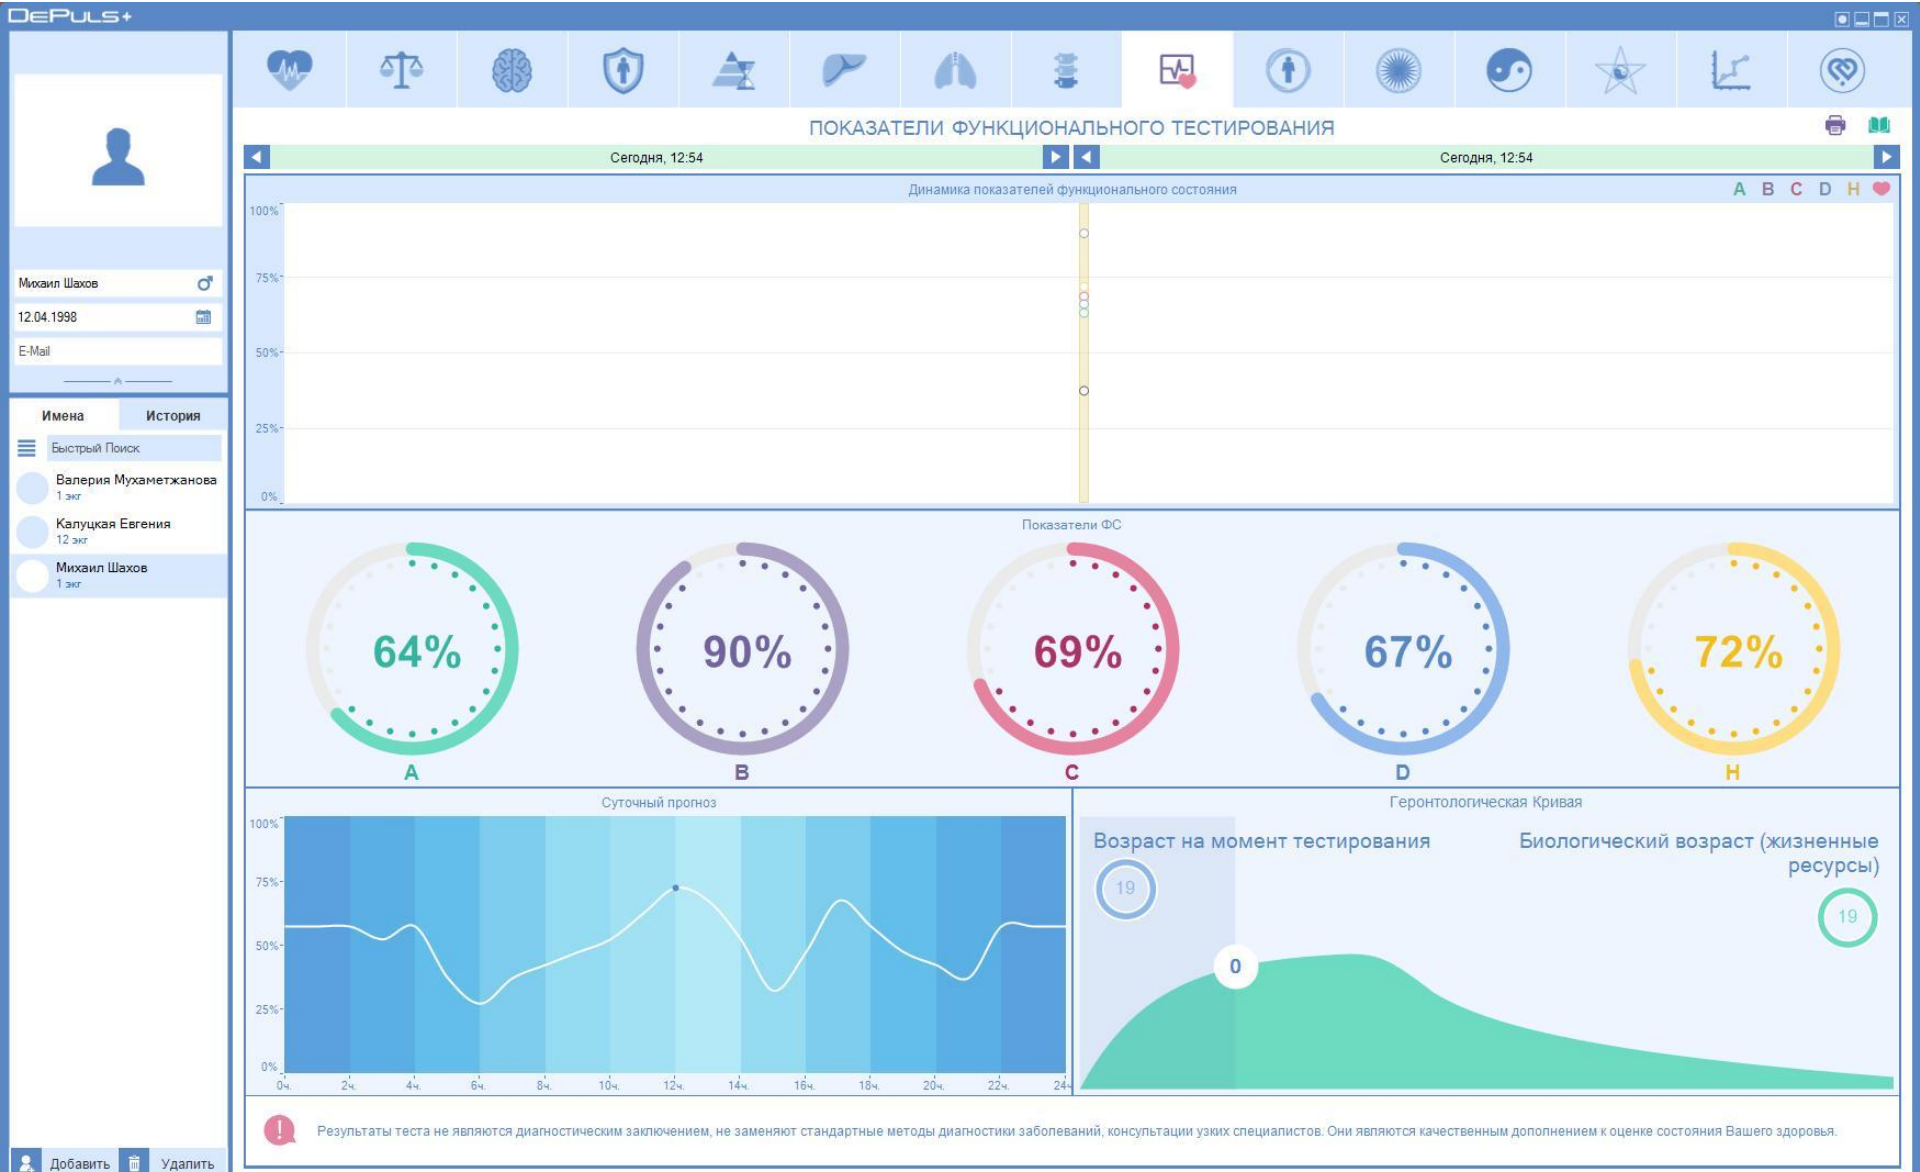 DePuls+
ПОКАЗАТЕЛИ ФУНКЦИОНАЛЬНОГО ТЕСТИРОВАНИЯ
Сегодня, 12:54
Сегодня, 12:54
Динамика показателей функционального состояния
A B C D H
100%
75%
50%
25%
0%
Михаил Шахов
12.04.1998
E-Mail
Имена
История
Быстрый Поиск
Валерия Мухаметжанова
1 экг
Калуцкая Евгения
12 экг
Михаил Шахов
1 экг
Показатели ФС
64%
90%
69%
67%
72%
A
B
C
D
H
Суточный прогноз
100%
75%
50%
25%
0%
0ч. 2ч. 4ч. 6ч. 8ч. 10ч. 12ч. 14ч. 16ч. 18ч. 20ч. 22ч. 24ч
Геронтологическая Кривая
Возраст на момент тестирования
19
Биологический возраст (жизненные
ресурсы)
19
0
Результаты теста не являются диагностическим заключением, не заменяют стандартные методы диагностики заболеваний, консультации узких специалистов. Они являются качественным дополнением к оценке состояния Вашего здоровья.
Добавить
Удалить